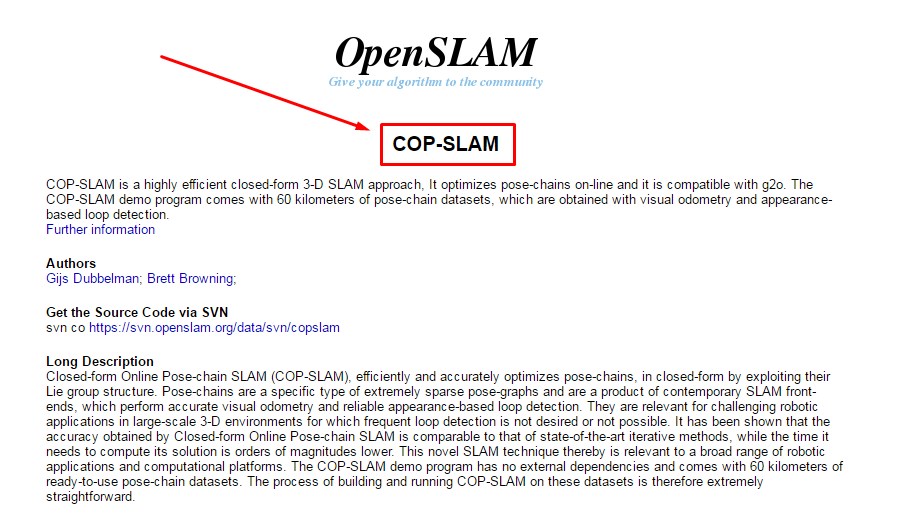 OpenSLAM
Give your algorithm to the community
COP-SLAM
COP-SLAM is a highly efficient closed-form 3-D SLAM approach, It optimizes pose-chains on-line and it is compatible with g2o. The
COP-SLAM demo program comes with 60 kilometers of pose-chain datasets, which are obtained with visual odometry and appearance-
based loop detection.
Further information
Authors
Gijs Dubbelman; Brett Browning;
Get the Source Code via SVN
svn co https://svn.openslam.org/data/svn/copslam
Long Description
Closed-form Online Pose-chain SLAM (COP-SLAM), efficiently and accurately optimizes pose-chains, in closed-form by exploiting their
Lie group structure. Pose-chains are a specific type of extremely sparse pose-graphs and are a product of contemporary SLAM front-
ends, which perform accurate visual odometry and reliable appearance-based loop detection. They are relevant for challenging robotic
applications in large-scale 3-D environments for which frequent loop detection is not desired or not possible. It has been shown that the
accuracy obtained by Closed-form Online Pose-chain SLAM is comparable to that of state-of-the-art iterative methods, while the time it
needs to compute its solution is orders of magnitudes lower. This novel SLAM technique thereby is relevant to a broad range of robotic
applications and computational platforms. The COP-SLAM demo program has no external dependencies and comes with 60 kilometers of
ready-to-use pose-chain datasets. The process of building and running COP-SLAM on these datasets is therefore extremely
straightforward.